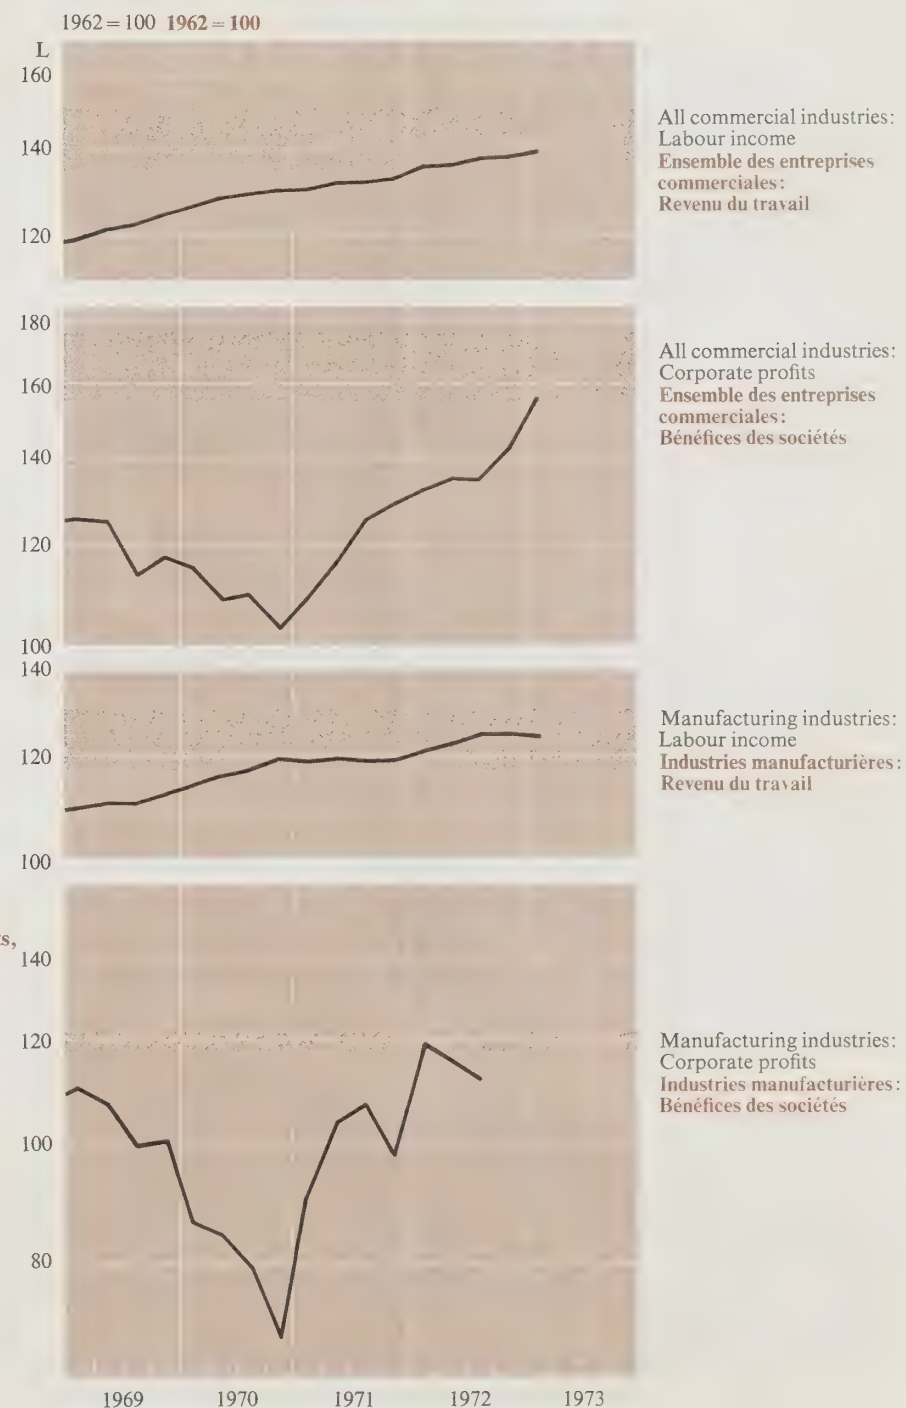 1962 = 100 1962 = 100
L
160
140
120
All commercial industries:
Labour income
Ensemble des entreprises
commerciales:
Revenu du travail
180
160
140
120
100
All commercial industries:
Corporate profits
Ensemble des entreprises
commerciales:
Bénéfices des sociétés
140
120
100
Manufacturing industries:
Labour income
Industries manufacturières:
Revenu du travail
140
120
100
80
Manufacturing industries:
Corporate profits
Industries manufacturières:
Bénéfices des sociétés
1969 1970 1971 1972 1973